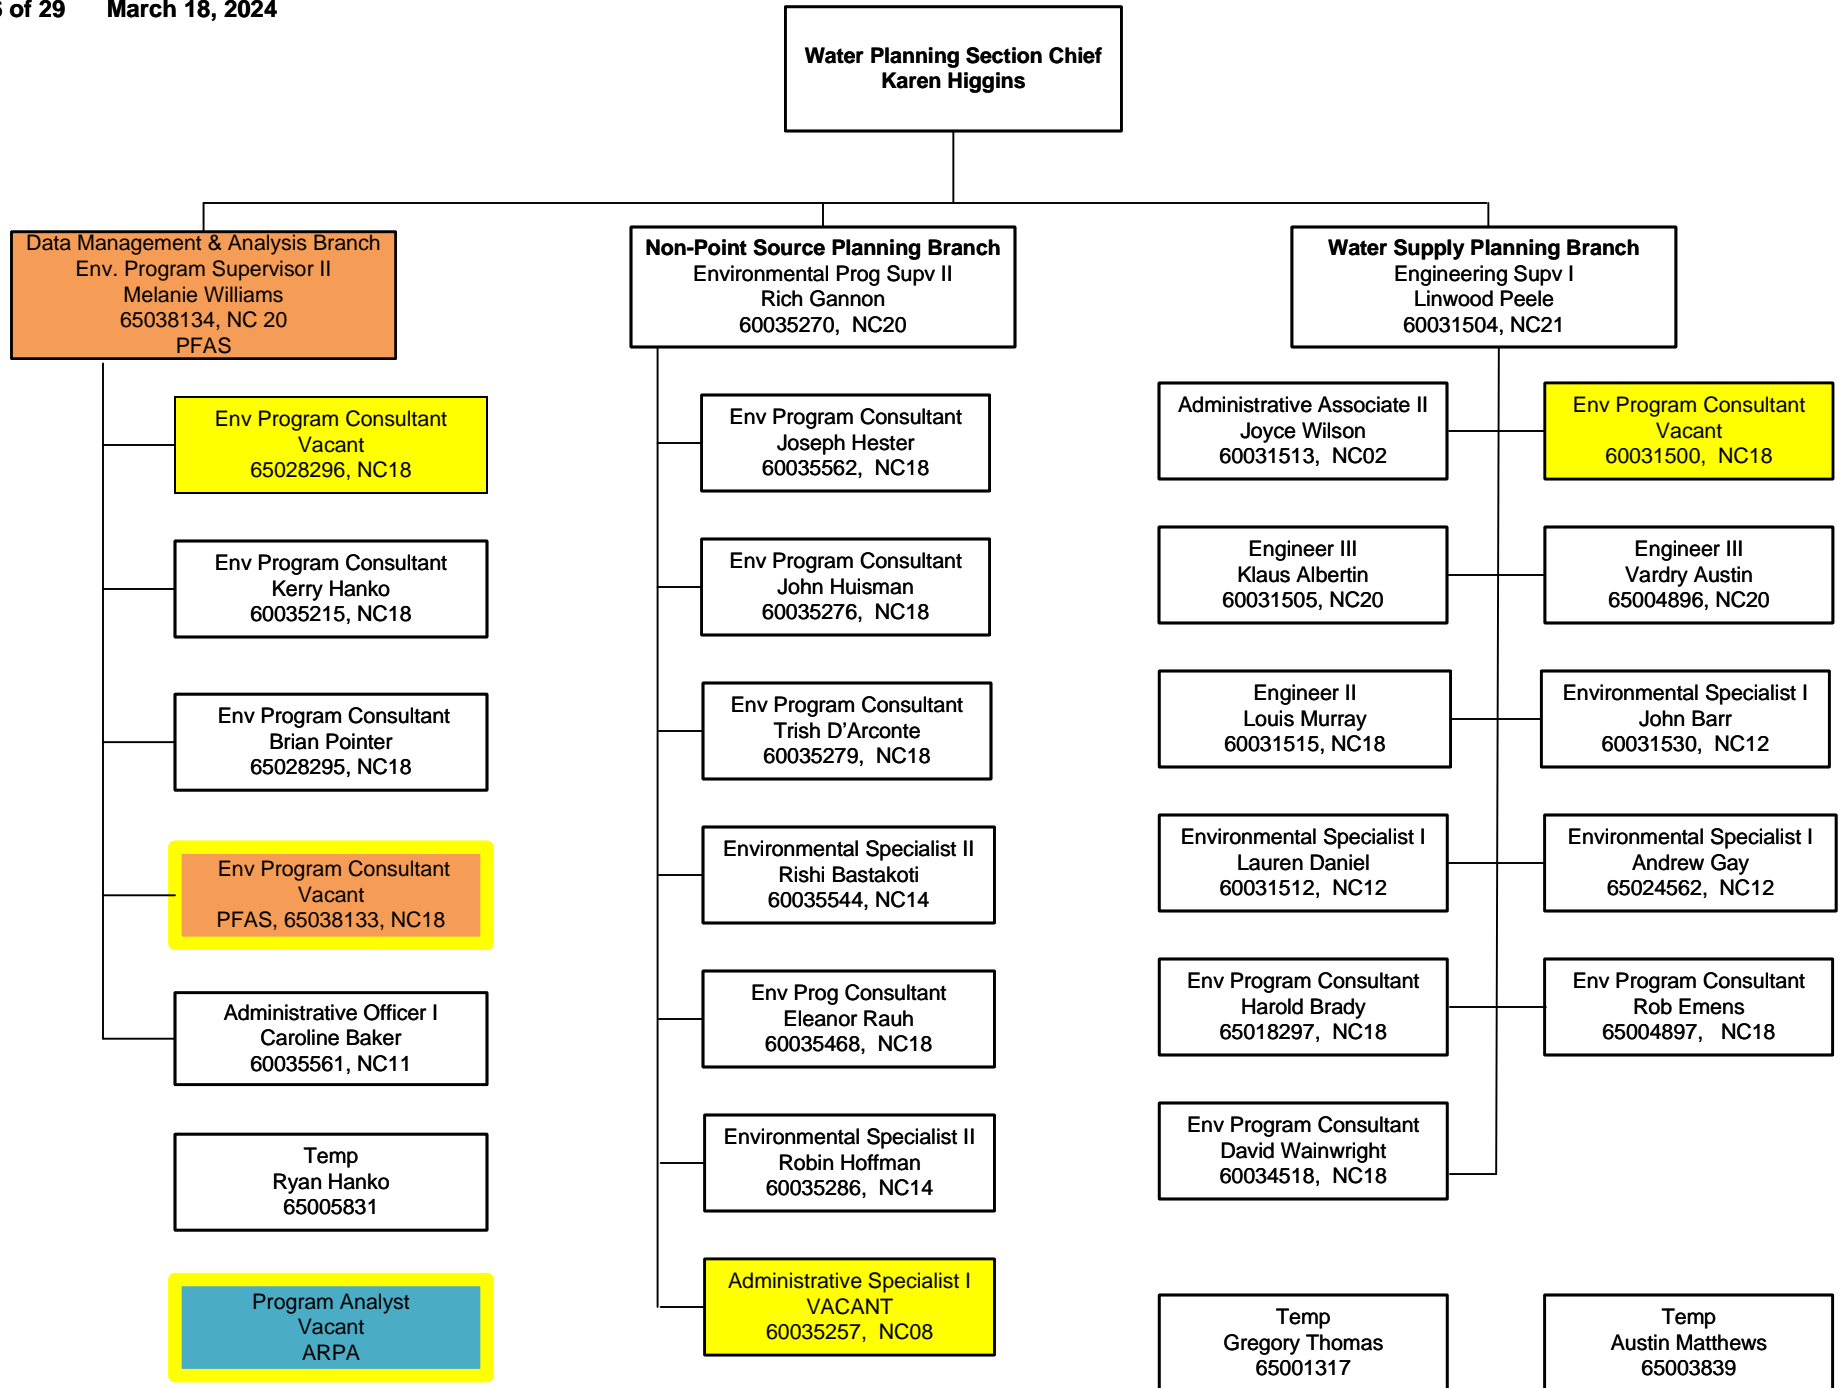 of 29 March 18, 2024
Water Planning Section Chief
Karen Higgins
Data Management & Analysis Branch
Env. Program Supervisor II
Melanie Williams
65038134, NC 20
PFAS
Env Program Consultant
Vacant
65028296, NC18
Env Program Consultant
Kerry Hanko
60035215, NC18
Env Program Consultant
Brian Pointer
65028295, NC18
Env Program Consultant
Vacant
PFAS, 65038133, NC18
Administrative Officer I
Caroline Baker
60035561, NC11
Temp
Ryan Hanko
65005831
Program Analyst
Vacant
ARPA
Non-Point Source Planning Branch
Environmental Prog Supv II
Rich Gannon
60035270, NC20
Env Program Consultant
Joseph Hester
60035562, NC18
Env Program Consultant
John Huisman
60035276, NC18
Env Program Consultant
Trish D'Arconte
60035279, NC18
Environmental Specialist II
Rishi Bastakoti
60035544, NC14
Env Prog Consultant
Eleanor Rauh
60035468, NC18
Environmental Specialist II
Robin Hoffman
60035286, NC14
Administrative Specialist I
VACANT
60035257, NC08
Water Supply Planning Branch
Engineering Supv I
Linwood Peele
60031504, NC21
Administrative Associate II
Joyce Wilson
60031513, NC02
Env Program Consultant
Vacant
60031500, NC18
Engineer III
Klaus Albertin
60031505, NC20
Engineer III
Vardry Austin
65004896, NC20
Engineer II
Louis Murray
60031515, NC18
Environmental Specialist I
John Barr
60031530, NC12
Environmental Specialist I
Lauren Daniel
60031512, NC12
Environmental Specialist I
Andrew Gay
65024562, NC12
Env Program Consultant
Harold Brady
65018297, NC18
Env Program Consultant
Rob Emens
65004897, NC18
Env Program Consultant
David Wainwright
60034518, NC18
Temp
Gregory Thomas
65001317
Temp
Austin Matthews
65003839